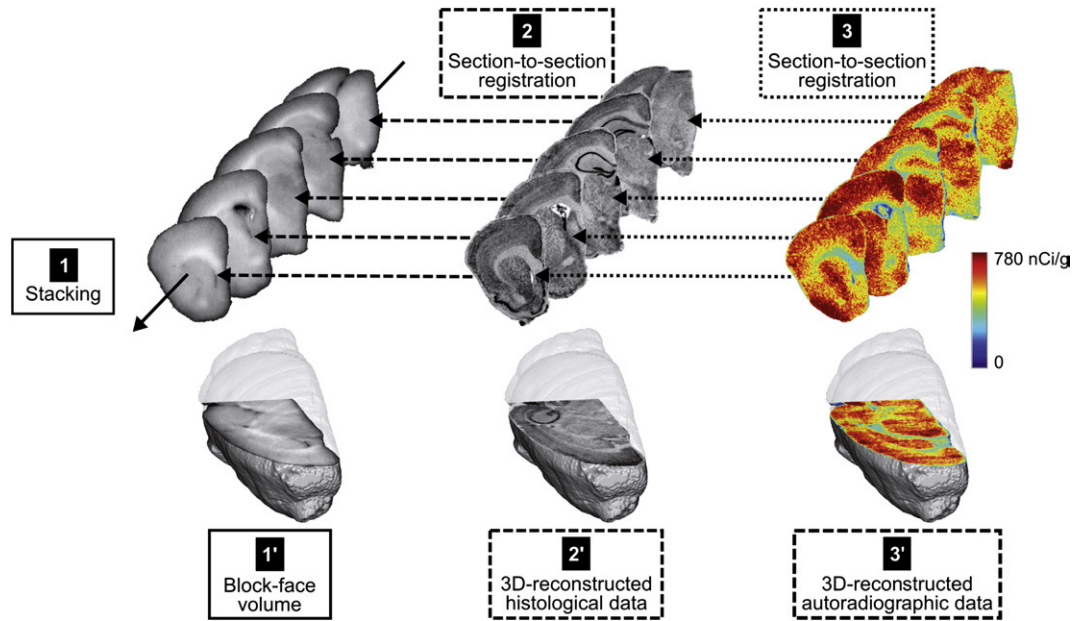 2
Section-to-section
registration
3
Section-to-section
registration
1
Stacking
780 nCi/g
0
1'
Block-face
volume
2'
3D-reconstructed
histological data
3'
3D-reconstructed
autoradiographic data